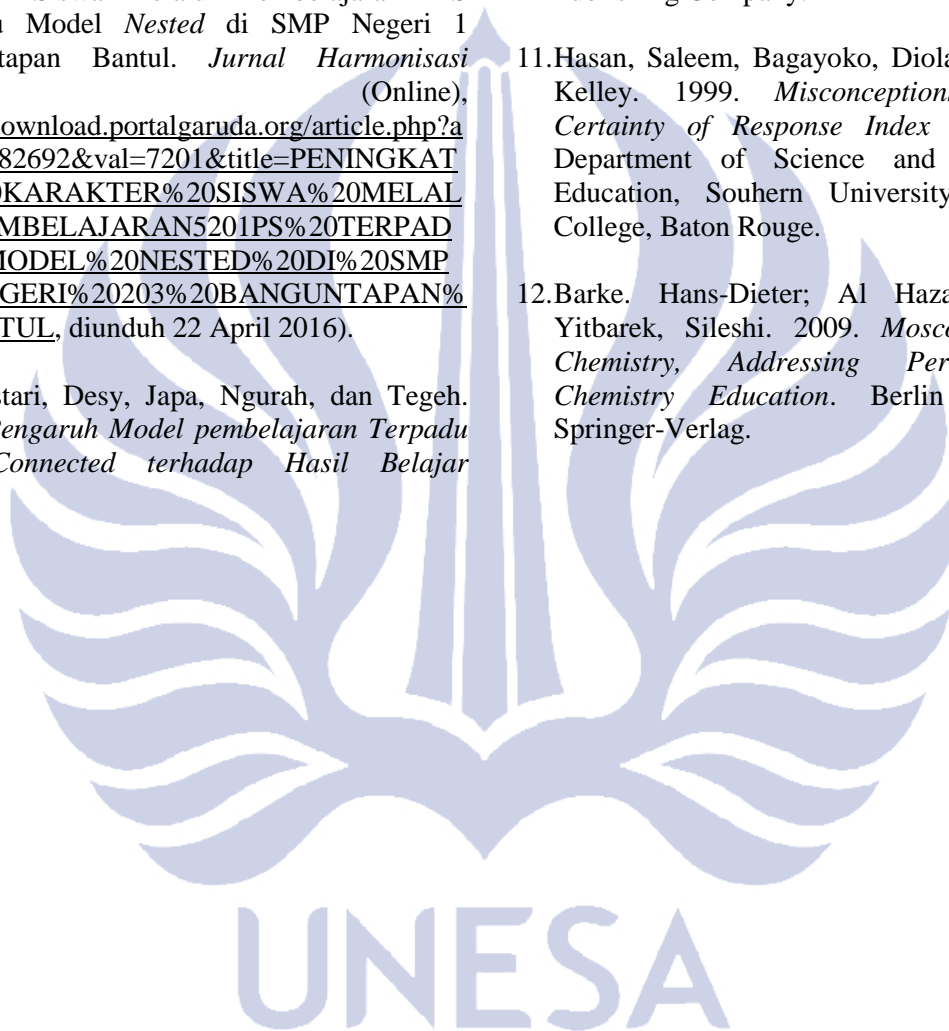 u Model Nested di SMP Negeri 1
tapan Bantul. Jurnal Harmonisasi
(Online),
ownload.portalgaruda.org/article.php?a
82692&val=7201&title=PENINGKAT
KARAKTER%20SISWA%20MELAL
MBELAJARAN5201PS%20TERPAD
MODEL%20NESTED%20DI%20SMP
GERI%20203%20BANGUNTAPAN%
TUL, diunduh 22 April 2016).
stari, Desy, Japa, Ngurah, dan Tegeh.
Pengaruh Model pembelajaran Terpadu
Connected terhadap Hasil Belajar
11.Hasan, Saleem, Bagayoko, Diola
Kelley. 1999. Misconceptions
Certainty of Response Index
Department of Science and
Education, Souhern University
College, Baton Rouge.
12.Barke. Hans-Dieter; Al Haza
Yitbarek, Sileshi. 2009. Mosco
Chemistry, Addressing Per
Chemistry Education. Berlin
Springer-Verlag.
UNESA